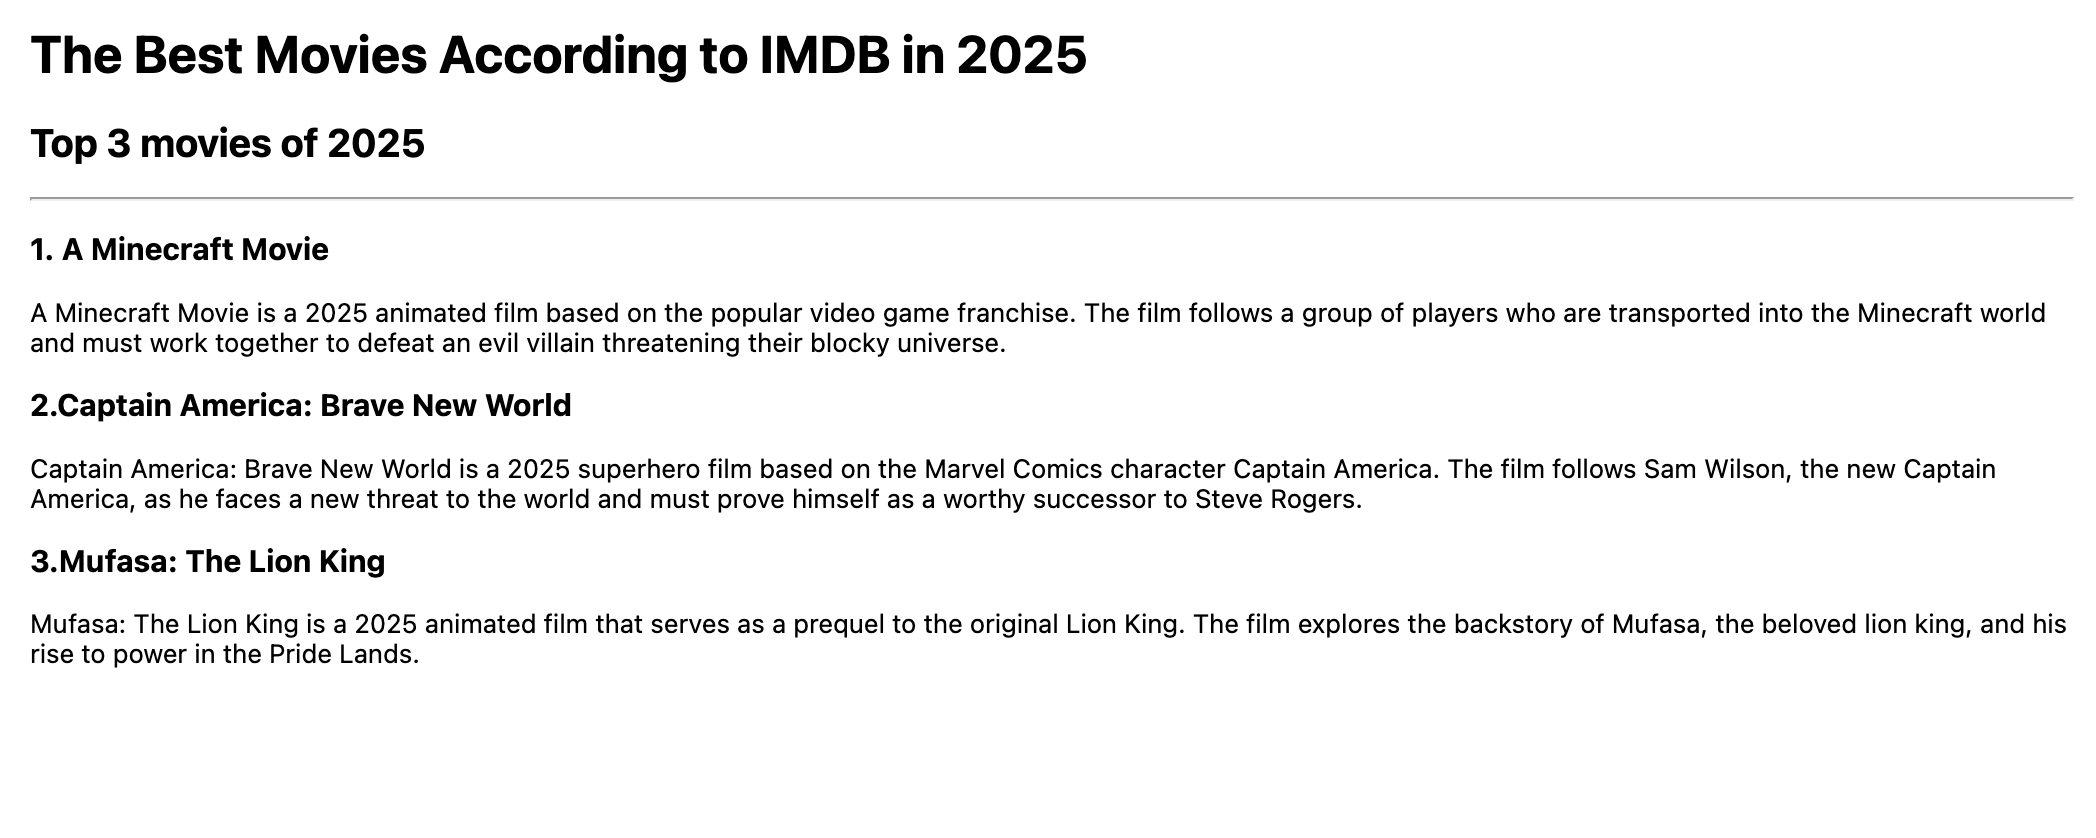 The Best Movies According to IMDB in 2025
Top 3 movies of 2025
1. A Minecraft Movie
A Minecraft Movie is a 2025 animated film based on the popular video game franchise. The film follows a group of players who are transported into the Minecraft world
and must work together to defeat an evil villain threatening their blocky universe.
2.Captain America: Brave New World
Captain America: Brave New World is a 2025 superhero film based on the Marvel Comics character Captain America. The film follows Sam Wilson, the new Captain
America, as he faces a new threat to the world and must prove himself as a worthy successor to Steve Rogers.
3.Mufasa: The Lion King
Mufasa: The Lion King is a 2025 animated film that serves as a prequel to the original Lion King. The film explores the backstory of Mufasa, the beloved lion king, and his
rise to power in the Pride Lands.